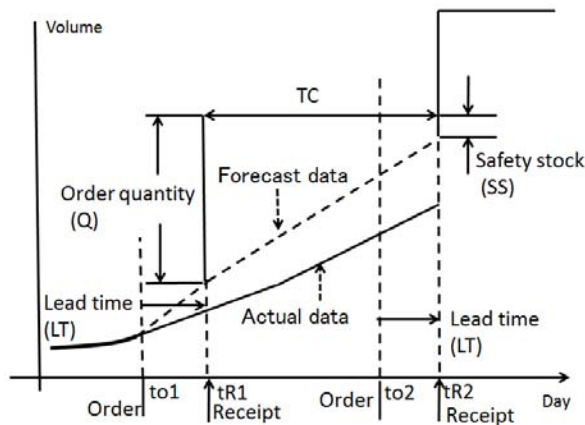 Volume
TC
Order quantity
(Q)
Forecast data
Safety stock
(SS)
Lead time
(LT)
Actual data
Lead time
(LT)
to1
tR1
to2
tR2
Day
Order
Receipt
Order
Receipt